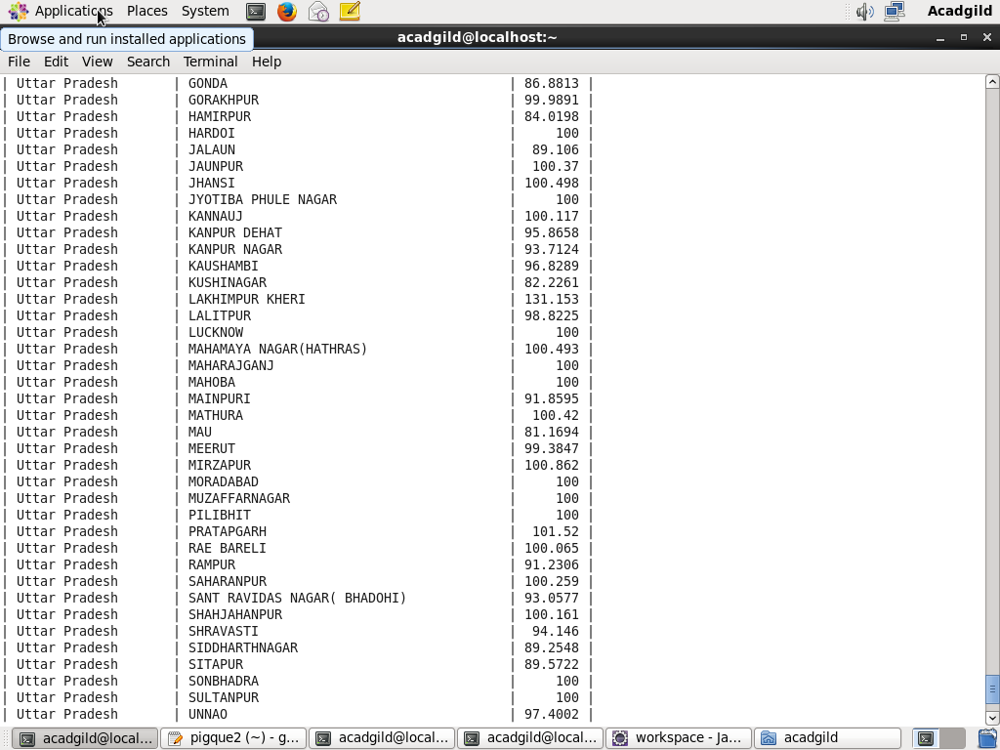 Applications Places System Acadgild
Browse and run installed applications
acadgild@localhost:~
File Edit View Search Terminal Help
| Uttar Pradesh | GONDA | 86.8813 |
| Uttar Pradesh | GORAKHPUR | 99.9891 |
| Uttar Pradesh | HAMIRPUR | 84.0198 |
| Uttar Pradesh | HARDOI | 100 |
| Uttar Pradesh | JALAUN | 89.106 |
| Uttar Pradesh | JAUNPUR | 100.37 |
| Uttar Pradesh | JHANSI | 100.498 |
| Uttar Pradesh | JYOTIBA PHULE NAGAR | 100 |
| Uttar Pradesh | KANNAUJ | 100.117 |
| Uttar Pradesh | KANPUR DEHAT | 95.8658 |
| Uttar Pradesh | KANPUR NAGAR | 93.7124 |
| Uttar Pradesh | KAUSHAMBI | 96.8289 |
| Uttar Pradesh | KUSHINAGAR | 82.2261 |
| Uttar Pradesh | LAKHIMPUR KHERI | 131.153 |
| Uttar Pradesh | LALITPUR | 98.8225 |
| Uttar Pradesh | LUCKNOW | 100 |
| Uttar Pradesh | MAHAMAYA NAGAR(HATHRAS) | 100.493 |
| Uttar Pradesh | MAHARAJGANJ | 100 |
| Uttar Pradesh | MAHOBA | 100 |
| Uttar Pradesh | MAINPURI | 91.8595 |
| Uttar Pradesh | MATHURA | 100.42 |
| Uttar Pradesh | MAU | 81.1694 |
| Uttar Pradesh | MEERUT | 99.3847 |
| Uttar Pradesh | MIRZAPUR | 100.862 |
| Uttar Pradesh | MORADABAD | 100 |
| Uttar Pradesh | MUZAFFARNAGAR | 100 |
| Uttar Pradesh | PILIBHIT | 100 |
| Uttar Pradesh | PRATAPGARH | 101.52 |
| Uttar Pradesh | RAE BARELI | 100.065 |
| Uttar Pradesh | RAMPUR | 91.2306 |
| Uttar Pradesh | SAHARANPUR | 100.259 |
| Uttar Pradesh | SANT RAVIDAS NAGAR( BHADOHI) | 93.0577 |
| Uttar Pradesh | SHAHJAHANPUR | 100.161 |
| Uttar Pradesh | SHRAVASTI | 94.146 |
| Uttar Pradesh | SIDDHARTHNAGAR | 89.2548 |
| Uttar Pradesh | SITAPUR | 89.5722 |
| Uttar Pradesh | SONBHADRA | 100 |
| Uttar Pradesh | SULTANPUR | 100 |
| Uttar Pradesh | UNNAO | 97.4002 |
acadgild@local... pigque2 (~) - g... acadgild@local... acadgild@local... workspace - Ja... acadgild